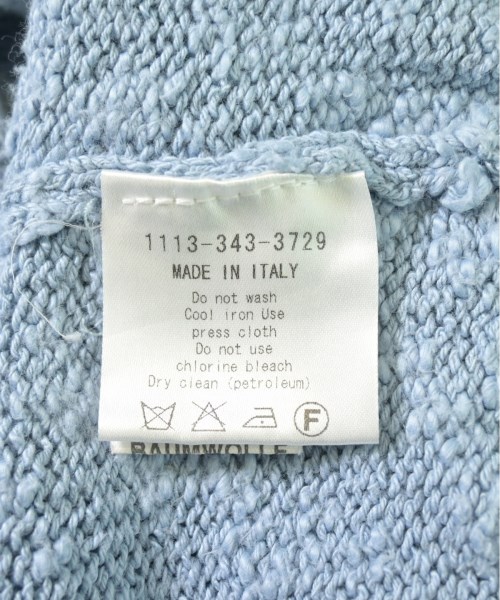 1113-343-3729
MADE IN ITALY
Do not wash
Cool iron Use
press cloth
Do not use
chlorine bleach
Dry clean (petroleum)
F
BAUMWOLLE